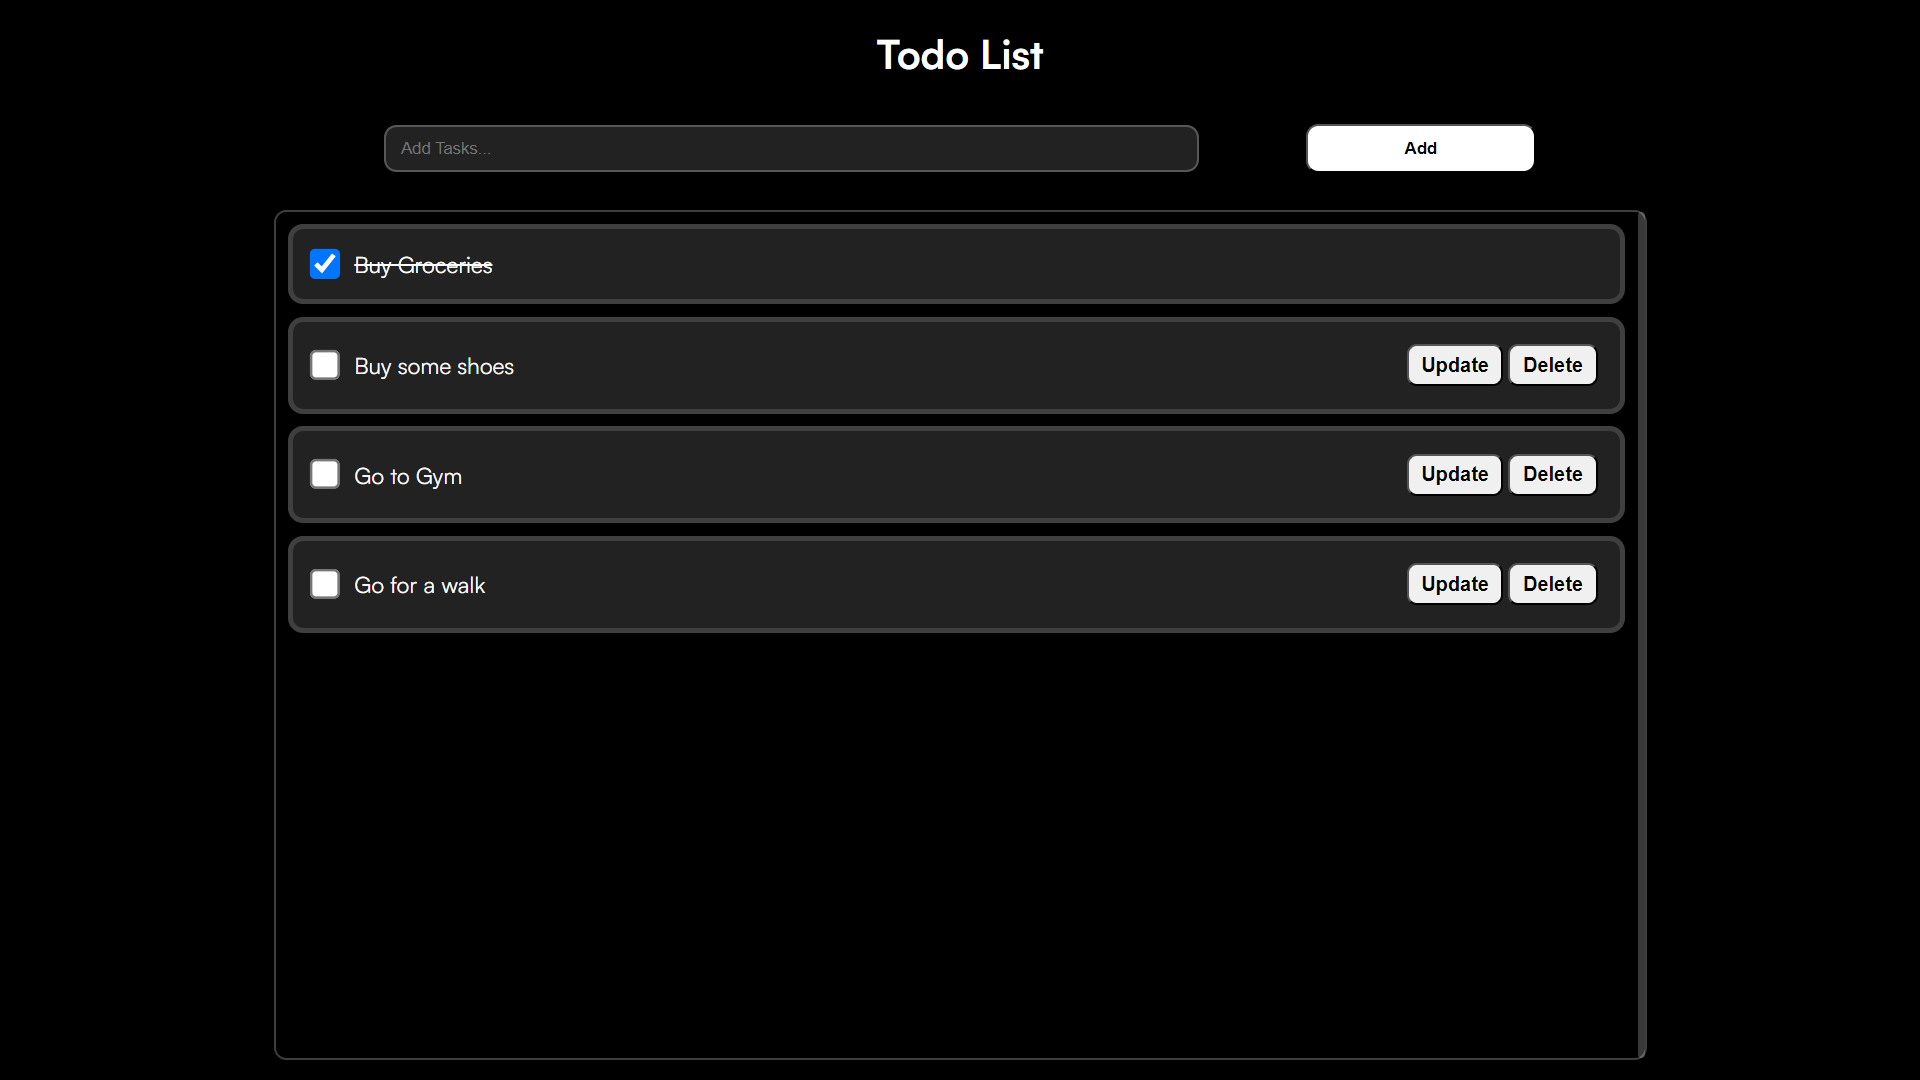 Todo List
Add Tasks... Add
Buy Groceries
Buy some shoes Update Delete
Go to Gym Update Delete
Go for a walk Update Delete